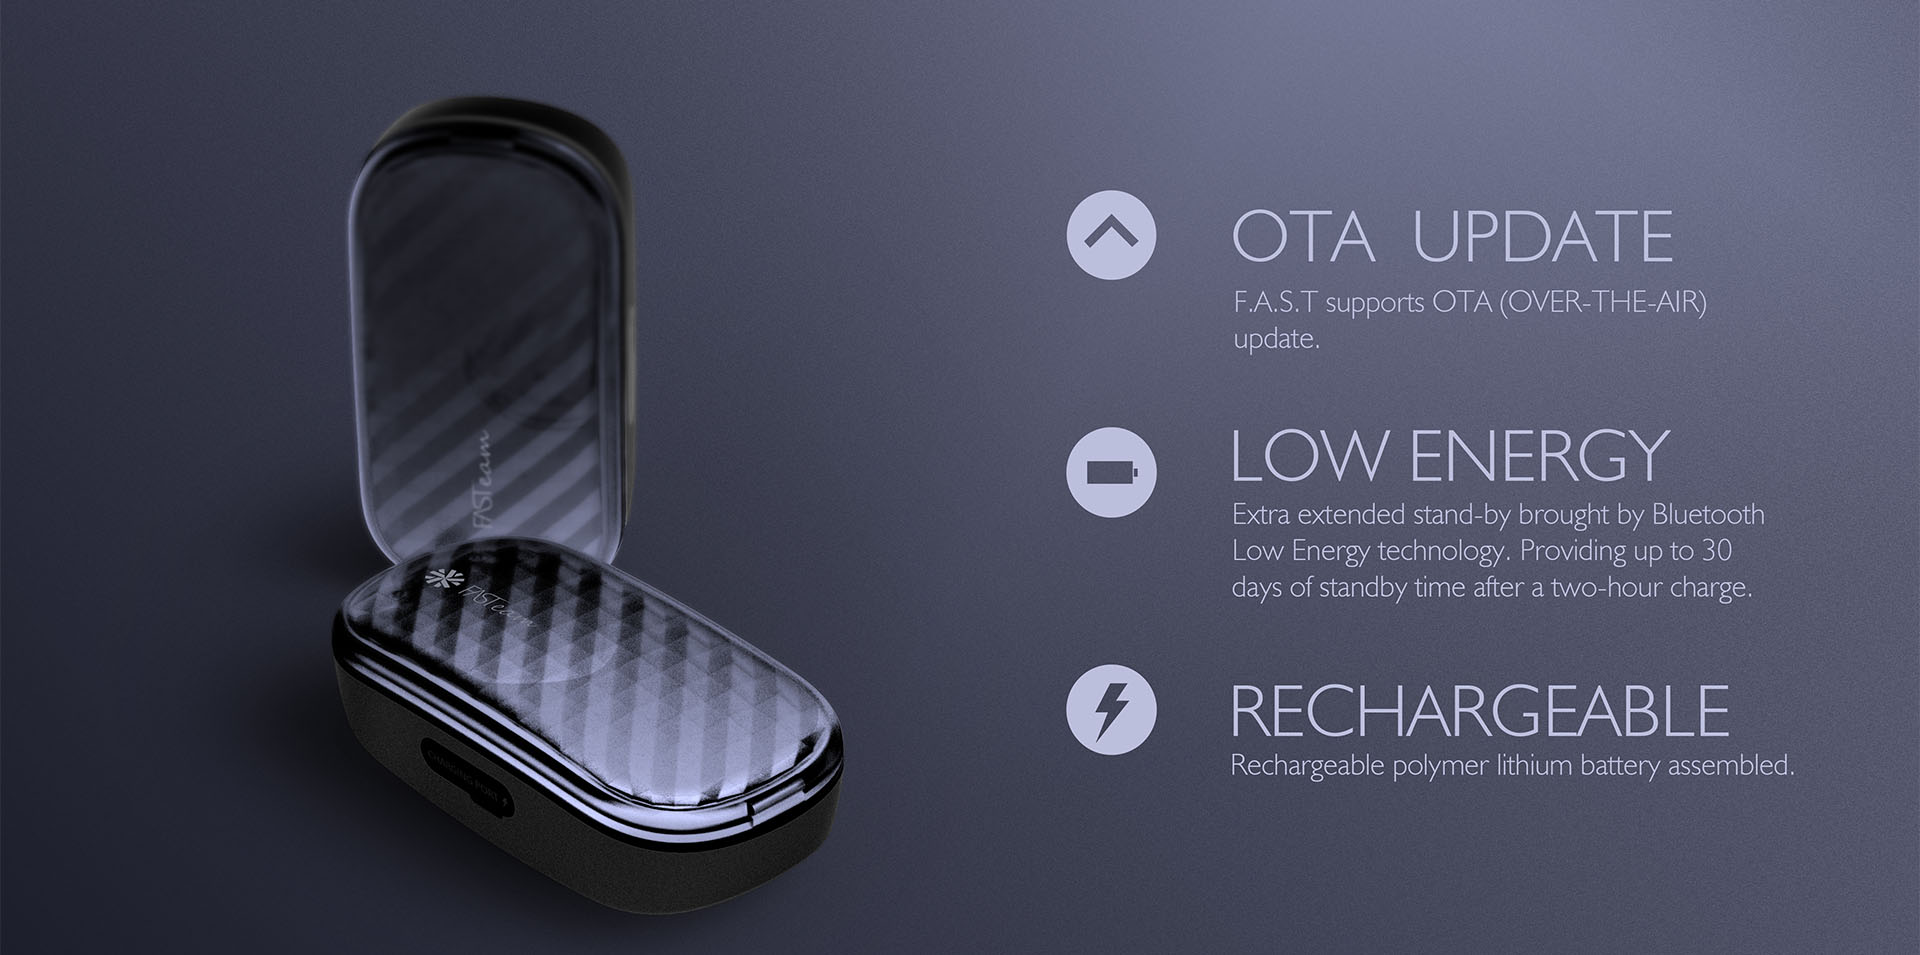 FASTeam
FASTeam
CHARGING PORT
OTA UPDATE
F.A.S.T supports OTA (OVER-THE-AIR)
update.
LOW ENERGY
Extra extended stand-by brought by Bluetooth
Low Energy technology. Providing up to 30
days of standby time after a two-hour charge.
RECHARGEABLE
Rechargeable polymer lithium battery assembled.